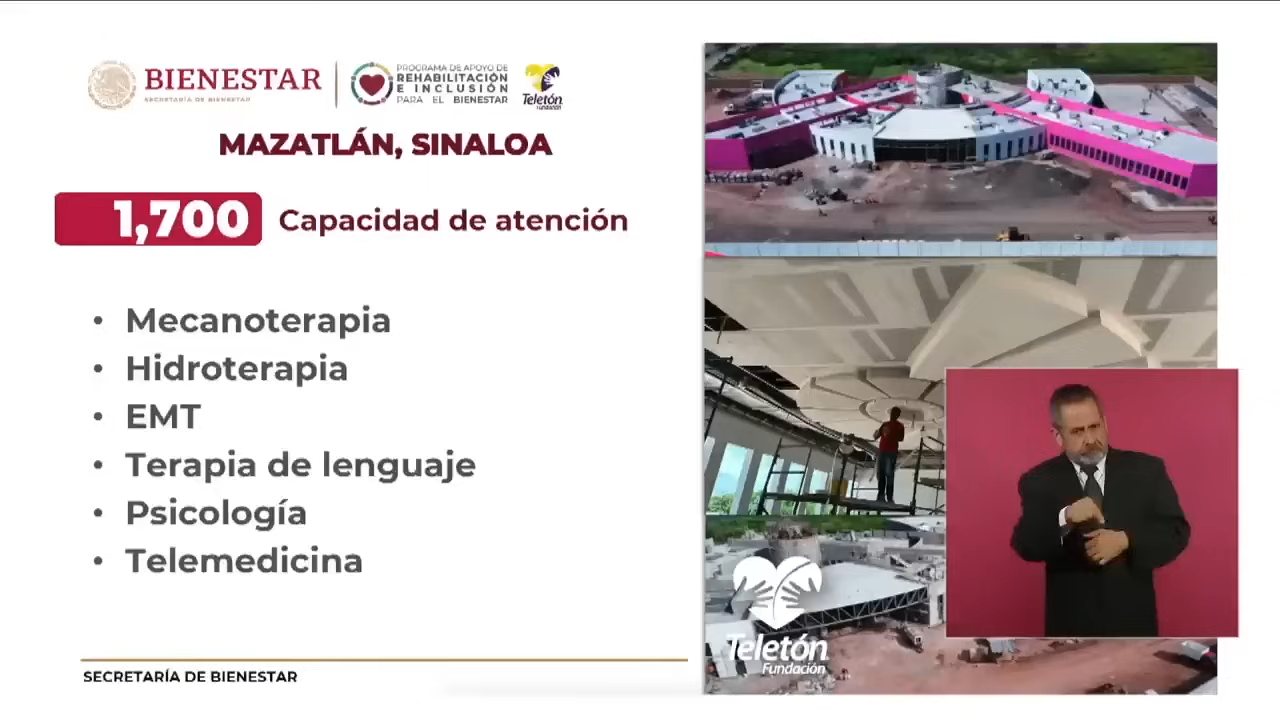 BIENESTAR
SECRETARÍA DE BIENESTAR
PROGRAMA DE APOYO DE
REHABILITACIÓN
E INCLUSIÓN
PARA EL BIENESTAR
Teletón
FUNDACIÓN
MAZATLÁN, SINALOA
1,700 Capacidad de atención
• Mecanoterapia
• Hidroterapia
• EMT
• Terapia de lenguaje
• Psicología
• Telemedicina
Teletón
Fundación
SECRETARÍA DE BIENESTAR